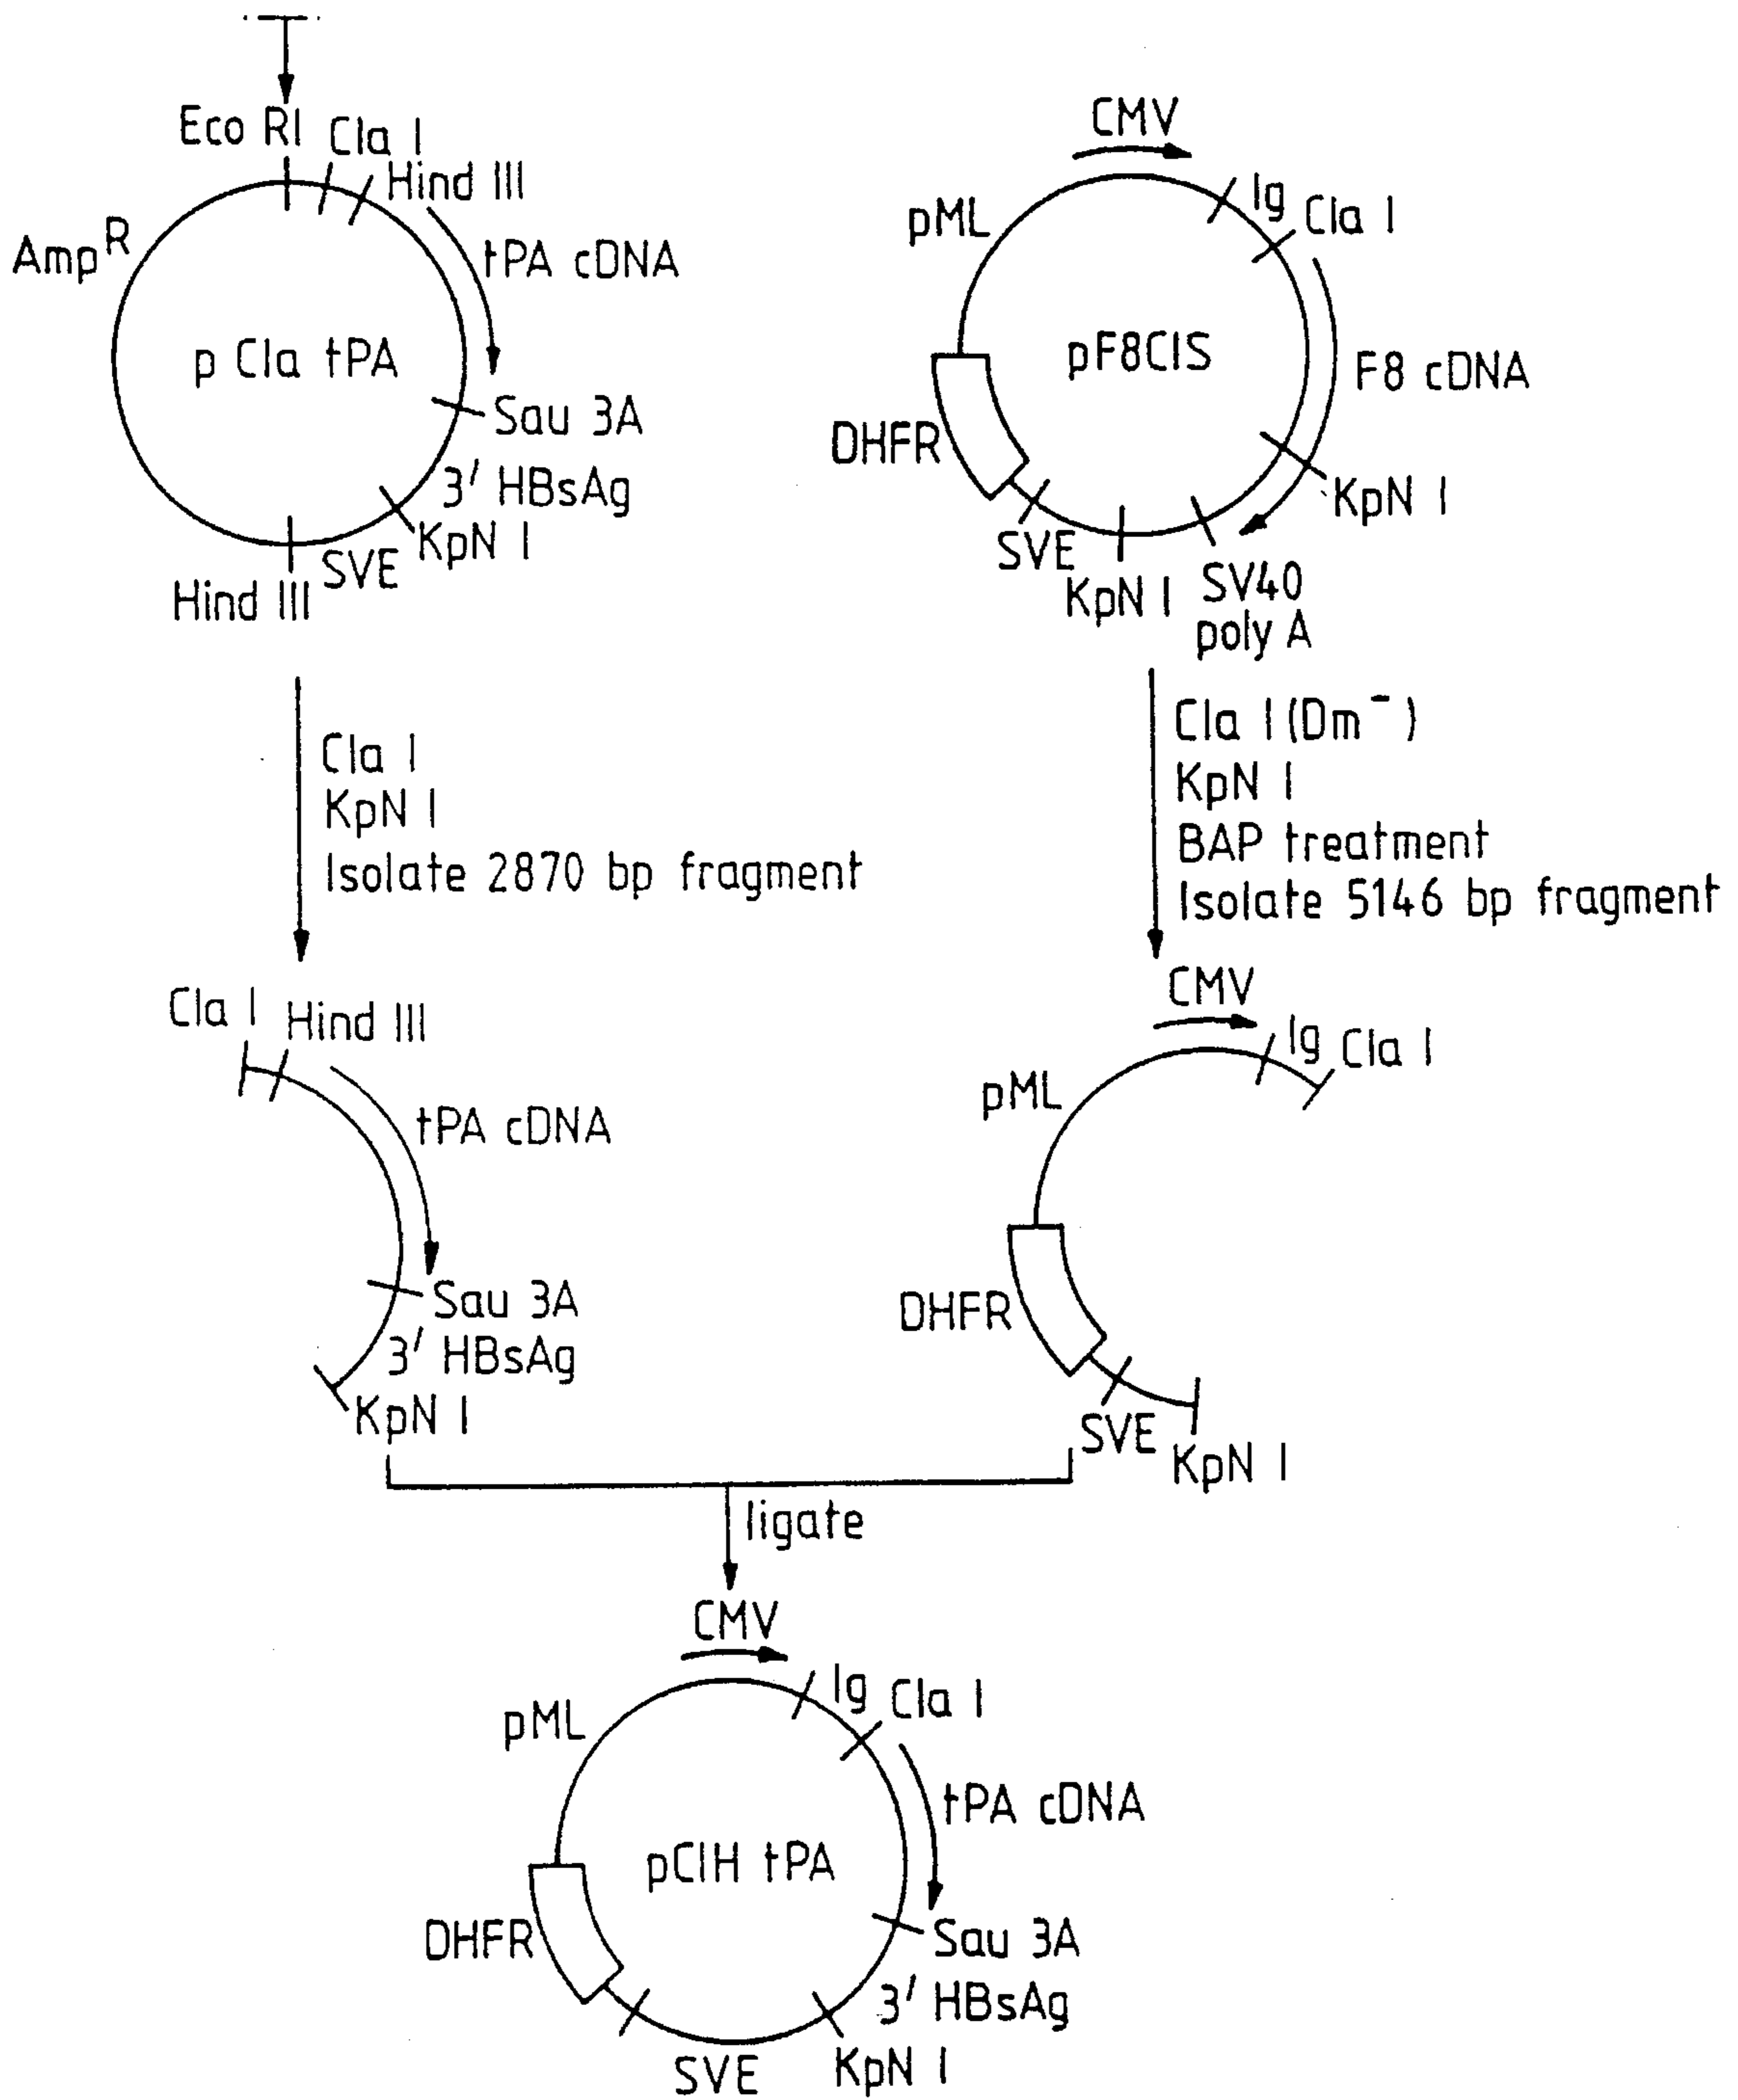 Eco RI
Cla I
Hind III
Amp R
tPA cDNA
p Cla tPA
Sau 3A
3' HBsAg
KpN I
SVE
Hind III
CMV
Ig
Cla I
pML
pF8CIS
F8 cDNA
DHFR
KpN I
SVE
KpN I
SV40
poly A
Cla I
KpN I
Isolate 2870 bp fragment
Cla I (Dm⁻)
KpN I
BAP treatment
Isolate 5146 bp fragment
Cla I
Hind III
tPA cDNA
Sau 3A
3' HBsAg
KpN I
CMV
Ig
Cla I
pML
DHFR
SVE
KpN I
ligate
CMV
Ig
Cla I
pML
tPA cDNA
pCIH tPA
DHFR
Sau 3A
3' HBsAg
SVE
KpN I